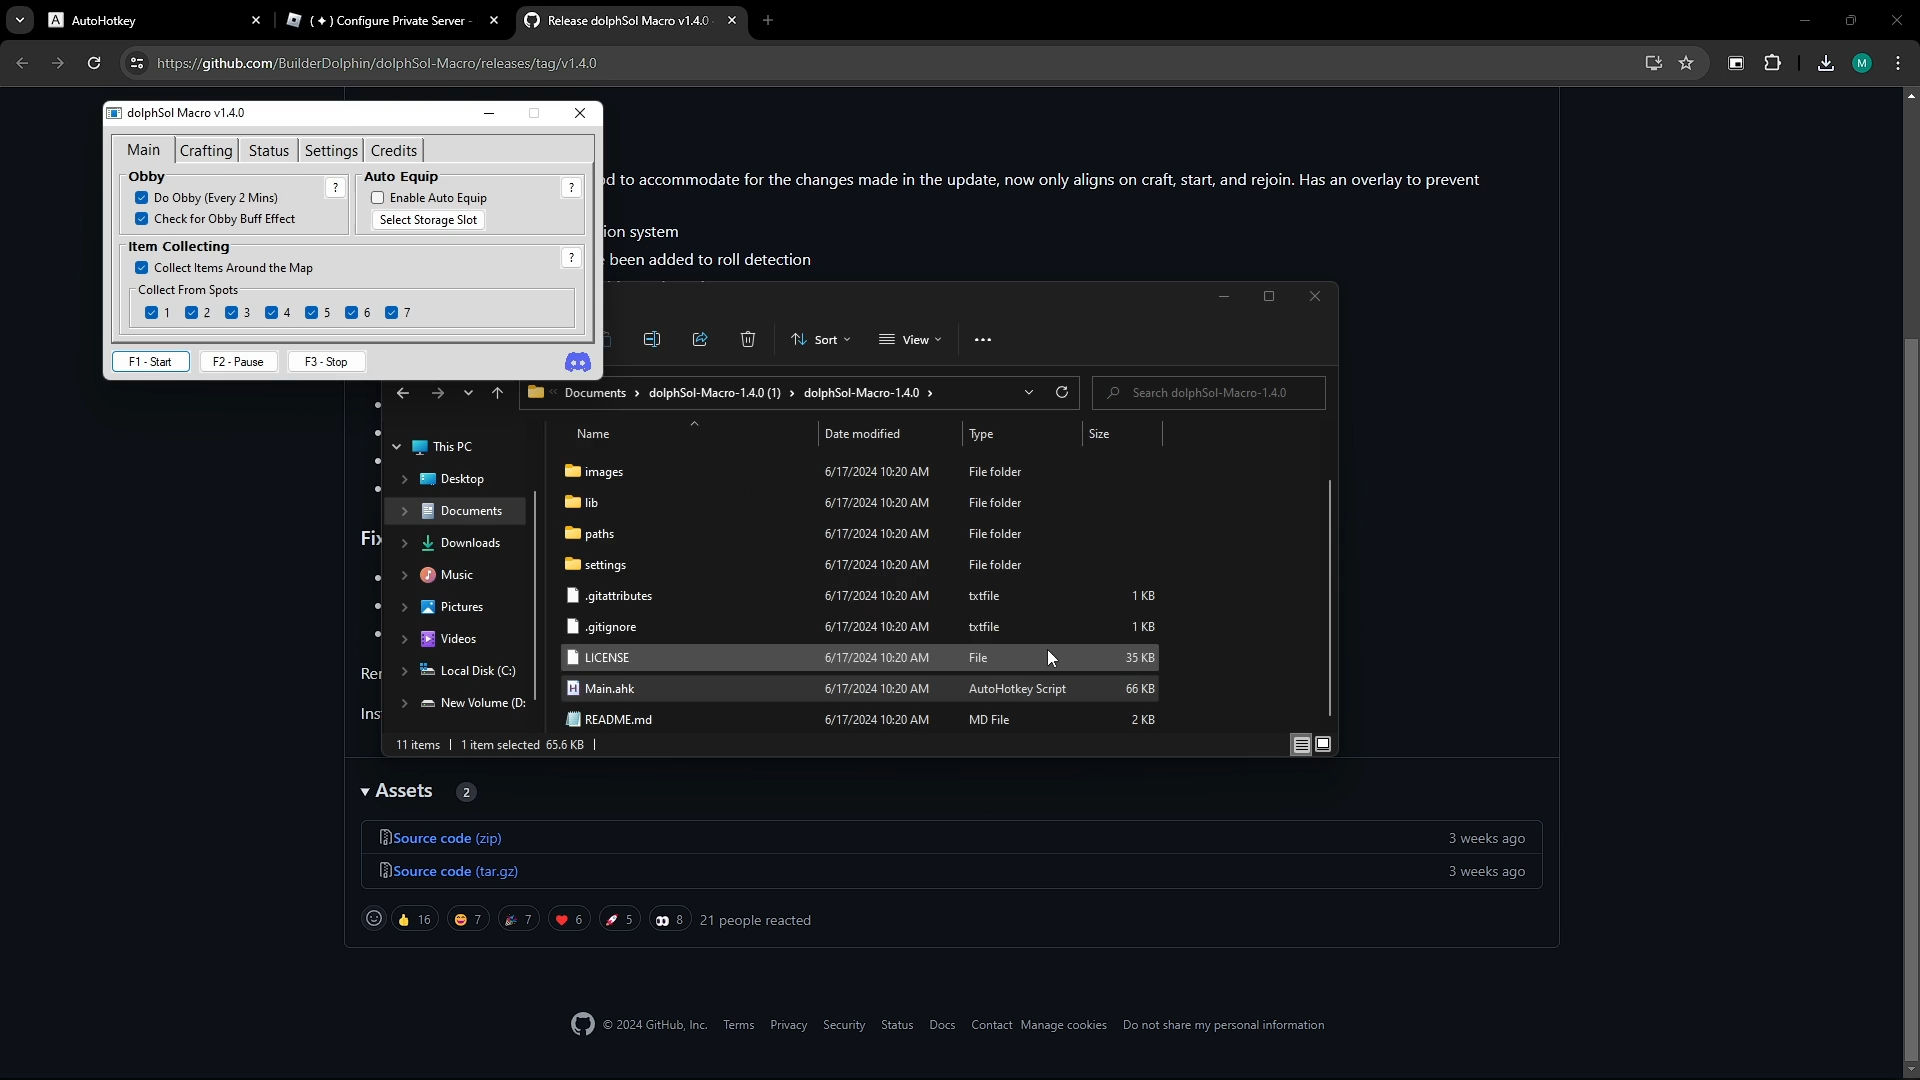 AutoHotkey
(✦) Configure Private Server -
Release dolphSol Macro v1.4.0
https://github.com/BuilderDolphin/dolphSol-Macro/releases/tag/v1.4.0
M
dolphSol Macro v1.4.0
Main Crafting Status Settings Credits
Obby
?
Do Obby (Every 2 Mins)
Check for Obby Buff Effect
Auto Equip
?
Enable Auto Equip
Select Storage Slot
Item Collecting
?
Collect Items Around the Map
Collect From Spots
1 2 3 4 5 6 7
F1 - Start F2 - Pause F3 - Stop
d to accommodate for the changes made in the update, now only aligns on craft, start, and rejoin. Has an overlay to prevent
ion system
been added to roll detection
Sort View
Documents > dolphSol-Macro-1.4.0 (1) > dolphSol-Macro-1.4.0 >
Search dolphSol-Macro-1.4.0
This PC
Desktop
Documents
Downloads
Music
Pictures
Videos
Local Disk (C:)
New Volume (D:
Name Date modified Type Size
images 6/17/2024 10:20 AM File folder
lib 6/17/2024 10:20 AM File folder
paths 6/17/2024 10:20 AM File folder
settings 6/17/2024 10:20 AM File folder
.gitattributes 6/17/2024 10:20 AM txtfile 1 KB
.gitignore 6/17/2024 10:20 AM txtfile 1 KB
LICENSE 6/17/2024 10:20 AM File 35 KB
Main.ahk 6/17/2024 10:20 AM AutoHotkey Script 66 KB
README.md 6/17/2024 10:20 AM MD File 2 KB
11 items 1 item selected 65.6 KB
Fix
Rer
Ins
Assets 2
Source code (zip) 3 weeks ago
Source code (tar.gz) 3 weeks ago
16 7 7 6 5 8 21 people reacted
© 2024 GitHub, Inc. Terms Privacy Security Status Docs Contact Manage cookies Do not share my personal information